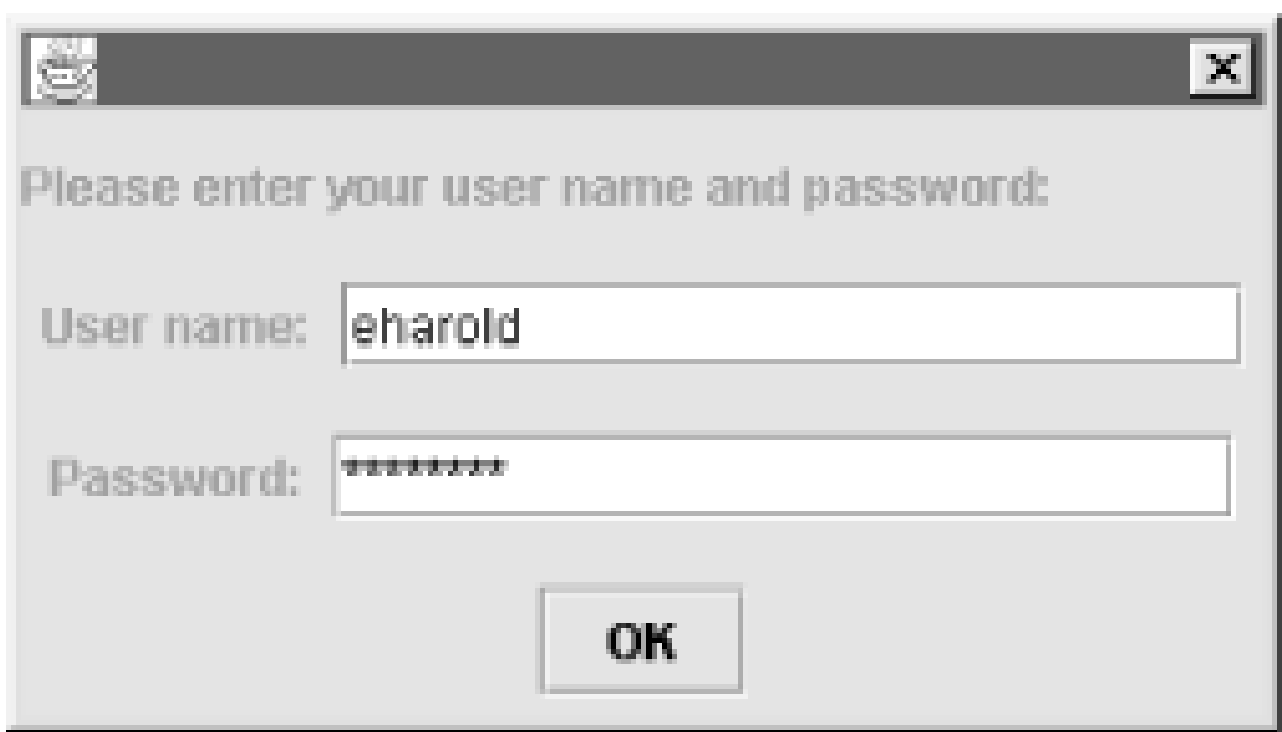 Please enter your user name and password:
User name: eharold
Password: ********
OK